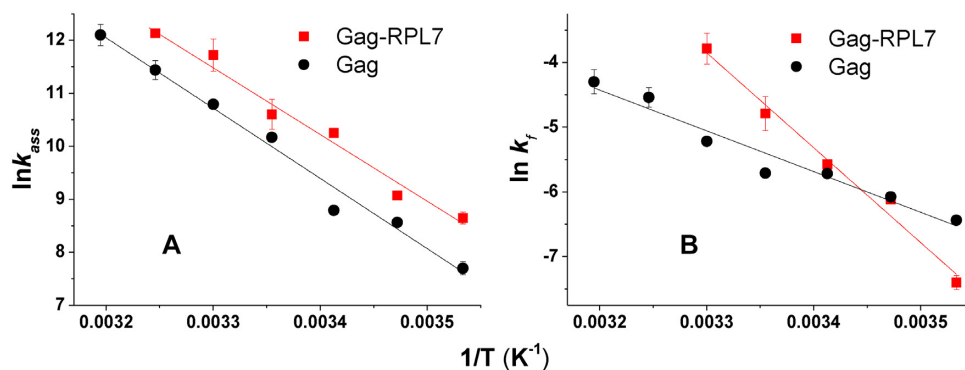 12
11
10
9
8
7
lnk_ass
Gag-RPL7
Gag
A
0.0032
0.0033
0.0034
0.0035
-4
-5
-6
-7
ln k_f
Gag-RPL7
Gag
B
0.0032
0.0033
0.0034
0.0035
1/T (K⁻¹)